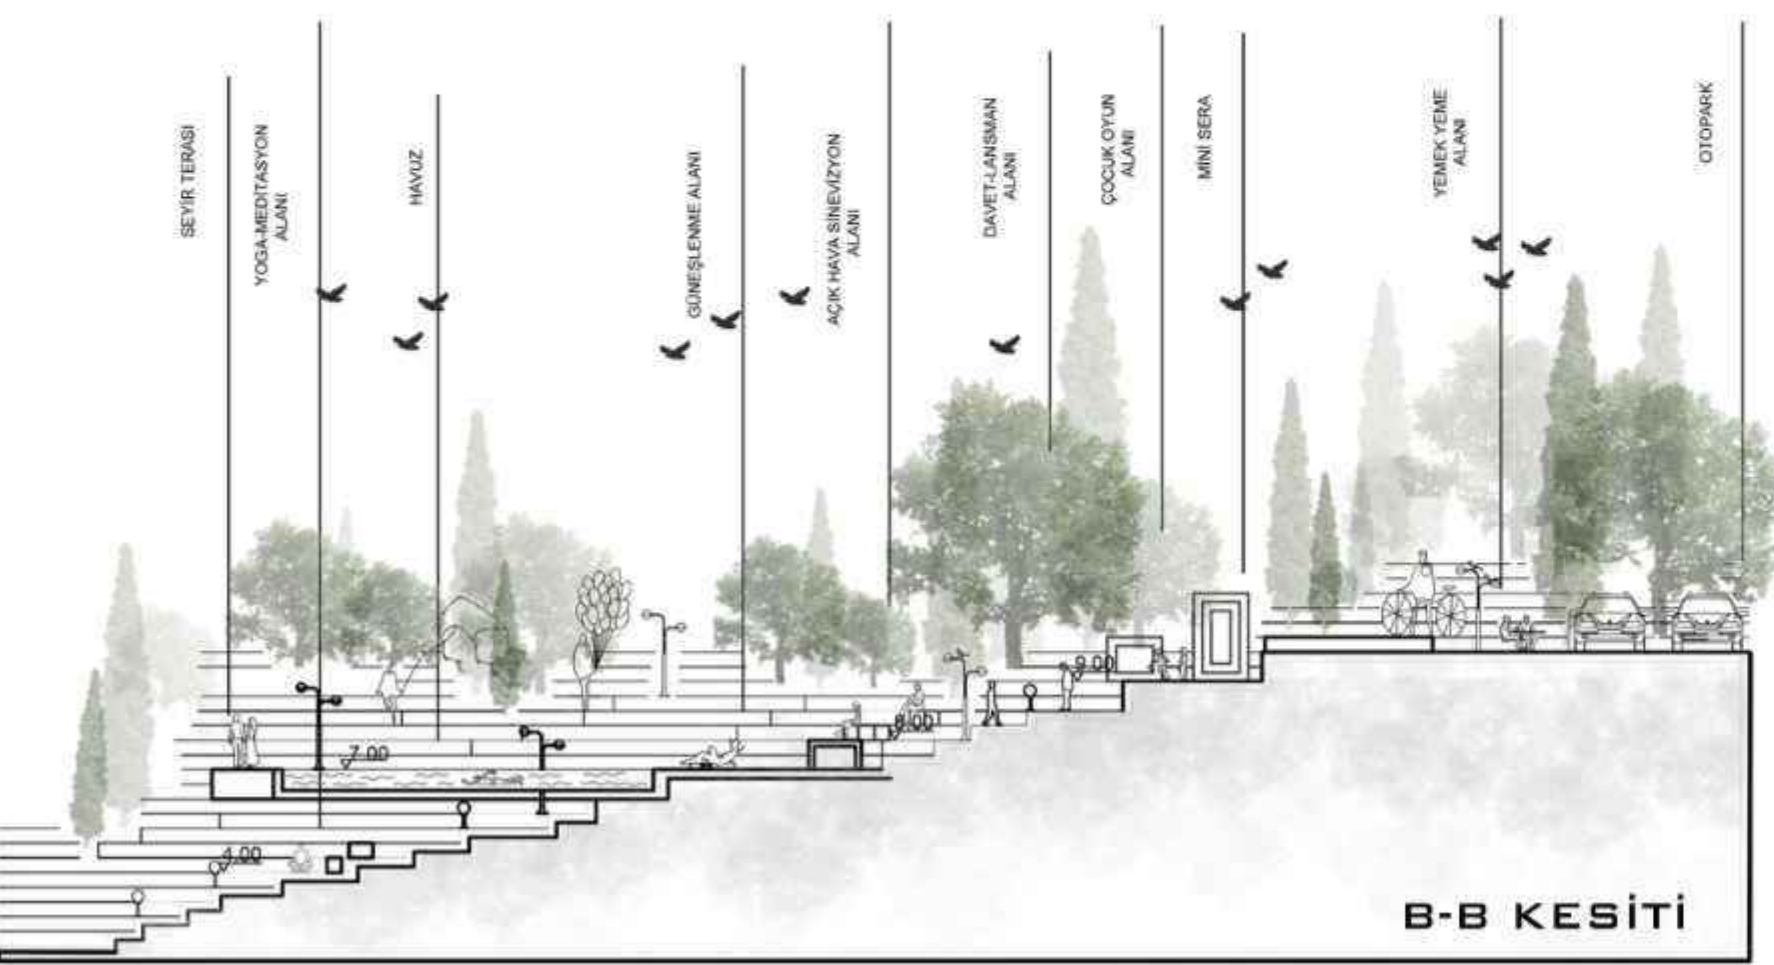 SEYİR TERASI
YOGA-MEDİTASYON
ALANI
HAVUZ
GÜNEŞLENME ALANI
AÇIK HAVA SİNEVİZYON
ALANI
DAVET-LANSMAN
ALANI
ÇOCUK OYUN
ALANI
MİNİ SERA
YEMEK YEME
ALANI
OTOPARK
9.00
8.00
7.00
4.00
B-B KESİTİ